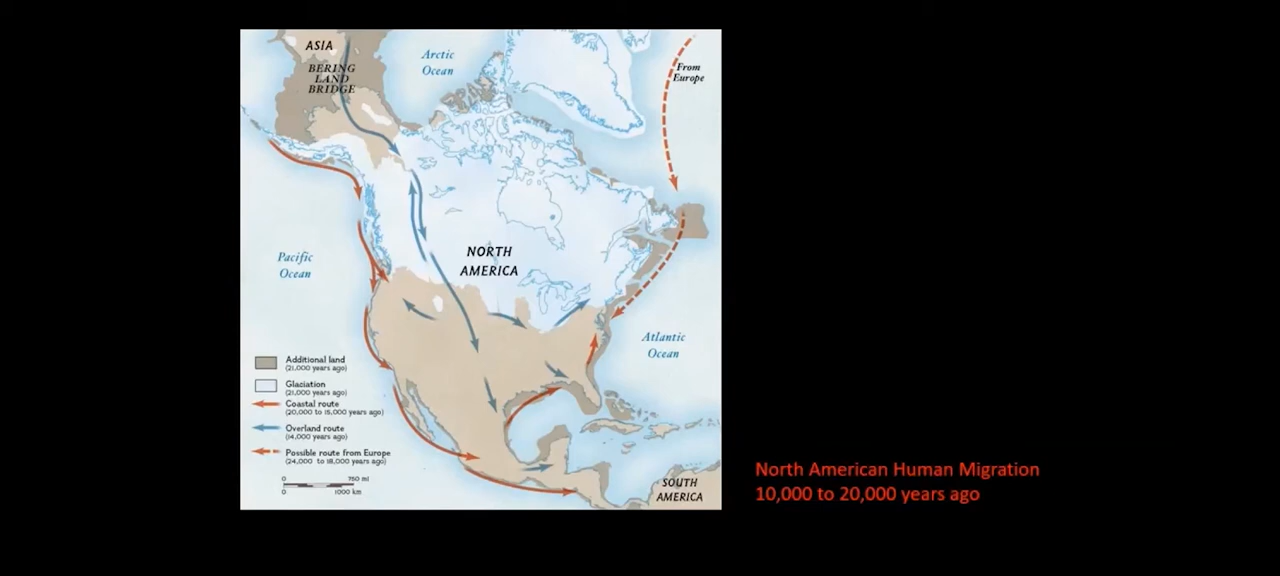 ASIA
BERING
LAND
BRIDGE
Arctic
Ocean
From
Europe
NORTH
AMERICA
Pacific
Ocean
Atlantic
Ocean
Additional land
(21,000 years ago)
Glaciation
(21,000 years ago)
Coastal route
(20,000 to 15,000 years ago)
Overland route
(14,000 years ago)
Possible route from Europe
(24,000 to 18,000 years ago)
0 750 mi
0 1000 km
SOUTH
AMERICA
North American Human Migration
10,000 to 20,000 years ago